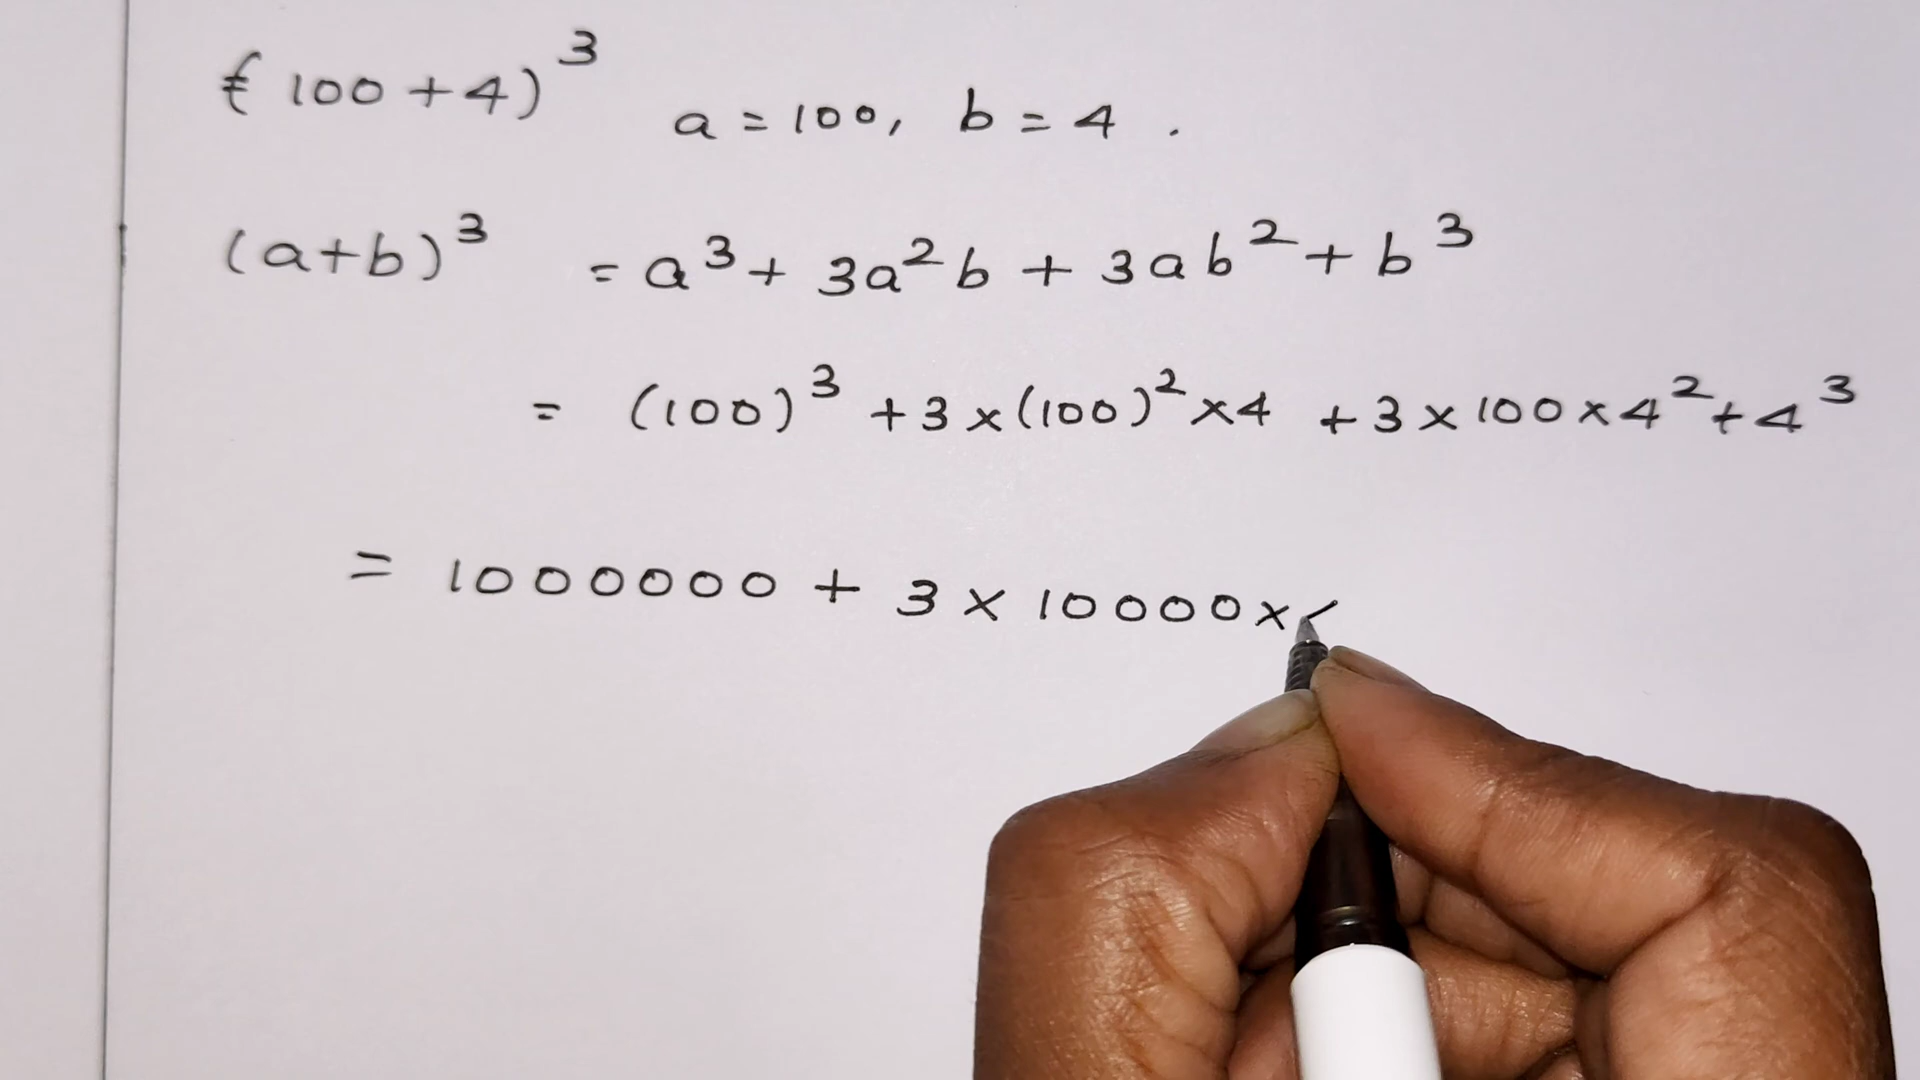 (100+4)³ a=100, b=4.
(a+b)³ = a³+3a²b+3ab²+b³
= (100)³+3×(100)²×4+3×100×4²+4³
= 1000000+3×10000×